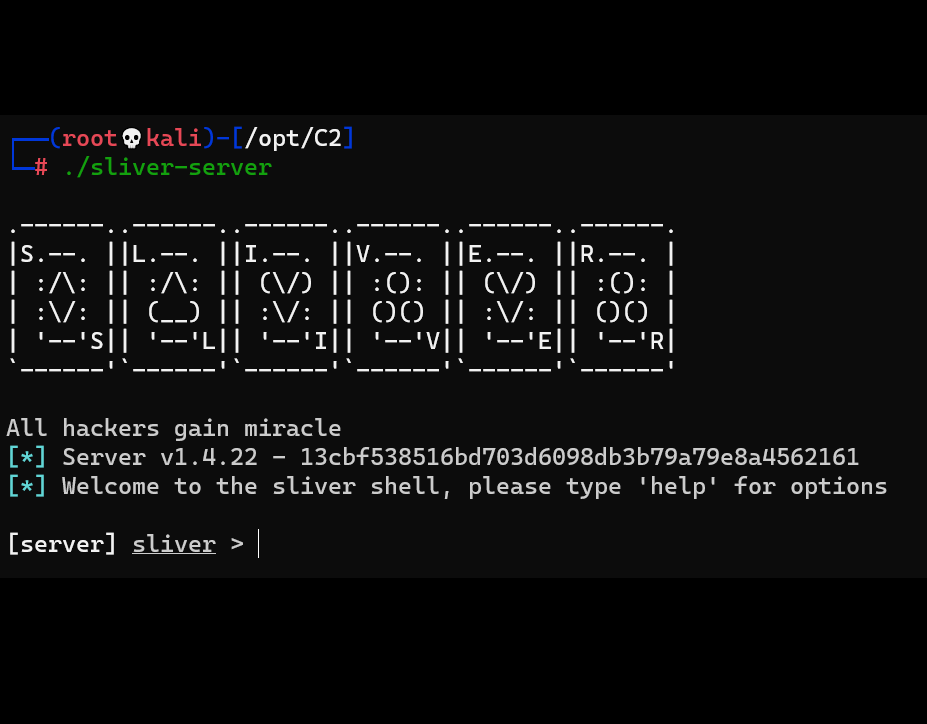 ┌──(root💀kali)-[/opt/C2]
└─# ./sliver-server
.------..------..------..------..------..------.
|S.--. ||L.--. ||I.--. ||V.--. ||E.--. ||R.--. |
| :/\: || :/\: || (\/) || :(): || (\/) || :(): |
| :\/: || (__) || :\/: || ()() || :\/: || ()() |
| '--'S|| '--'L|| '--'I|| '--'V|| '--'E|| '--'R|
`------'`------'`------'`------'`------'`------'
All hackers gain miracle
[*] Server v1.4.22 - 13cbf538516bd703d6098db3b79a79e8a4562161
[*] Welcome to the sliver shell, please type 'help' for options
[server] sliver >